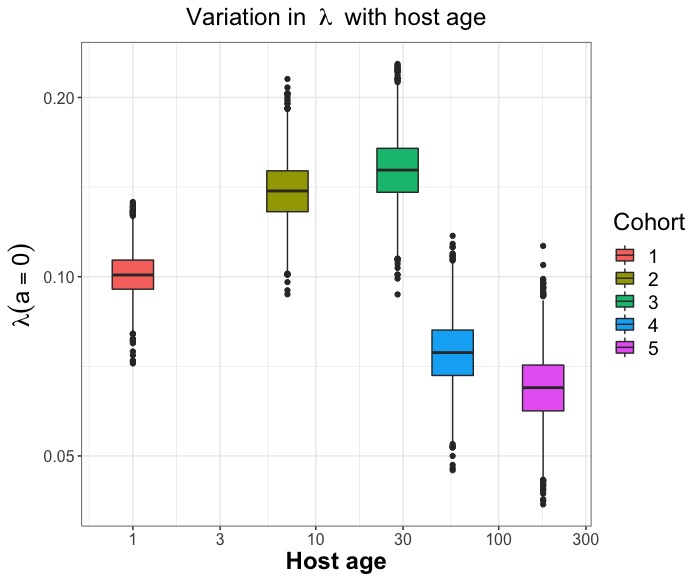 Variation in λ with host age
λ(a = 0)
0.20
0.10
0.05
1 3 10 30 100 300
Host age
Cohort
1
2
3
4
5